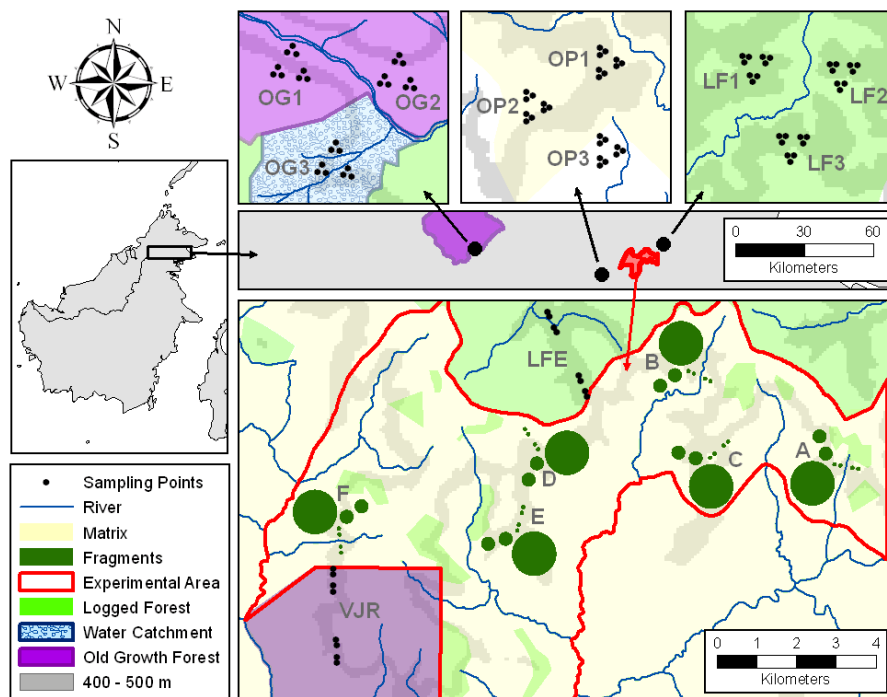 N
W E
S
OG1
OG2
OG3
OP1
OP2
OP3
LF1
LF2
LF3
0 30 60
Kilometers
LFE
B
A
C
D
E
F
VJR
0 1 2 3 4
Kilometers
Sampling Points
River
Matrix
Fragments
Experimental Area
Logged Forest
Water Catchment
Old Growth Forest
400 - 500 m